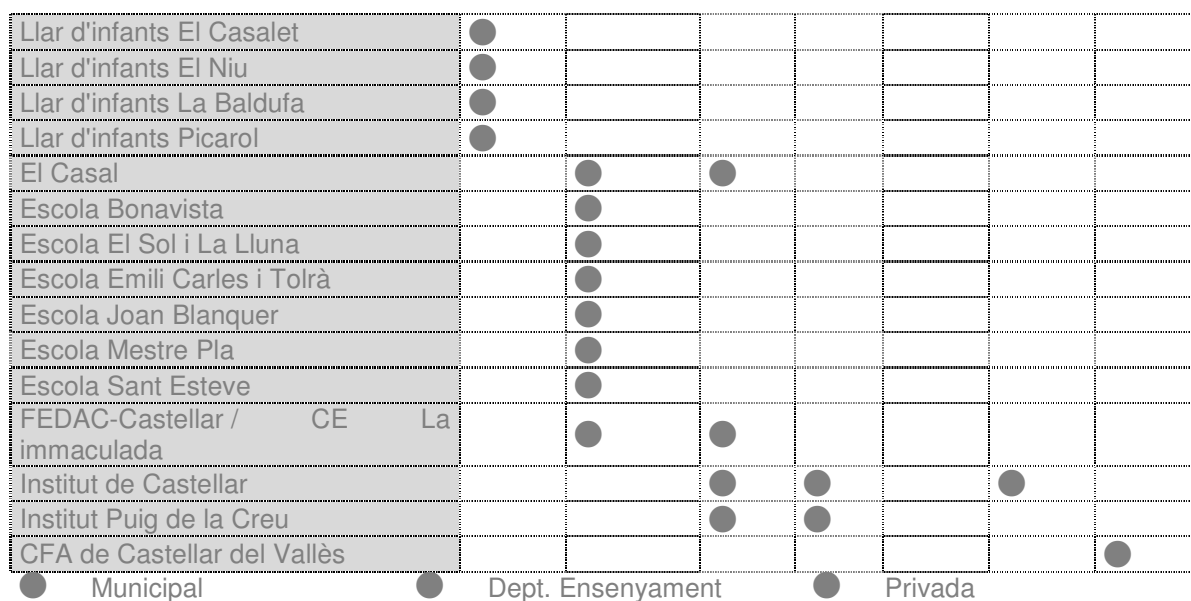 Llar d'infants El Casalet
Llar d'infants El Niu
Llar d'infants La Baldufa
Llar d'infants Picarol
El Casal
Escola Bonavista
Escola El Sol i La Lluna
Escola Emili Carles i Tolrà
Escola Joan Blanquer
Escola Mestre Pla
Escola Sant Esteve
FEDAC-Castellar / CE La
immaculada
Institut de Castellar
Institut Puig de la Creu
CFA de Castellar del Vallès
Municipal Dept. Ensenyament Privada